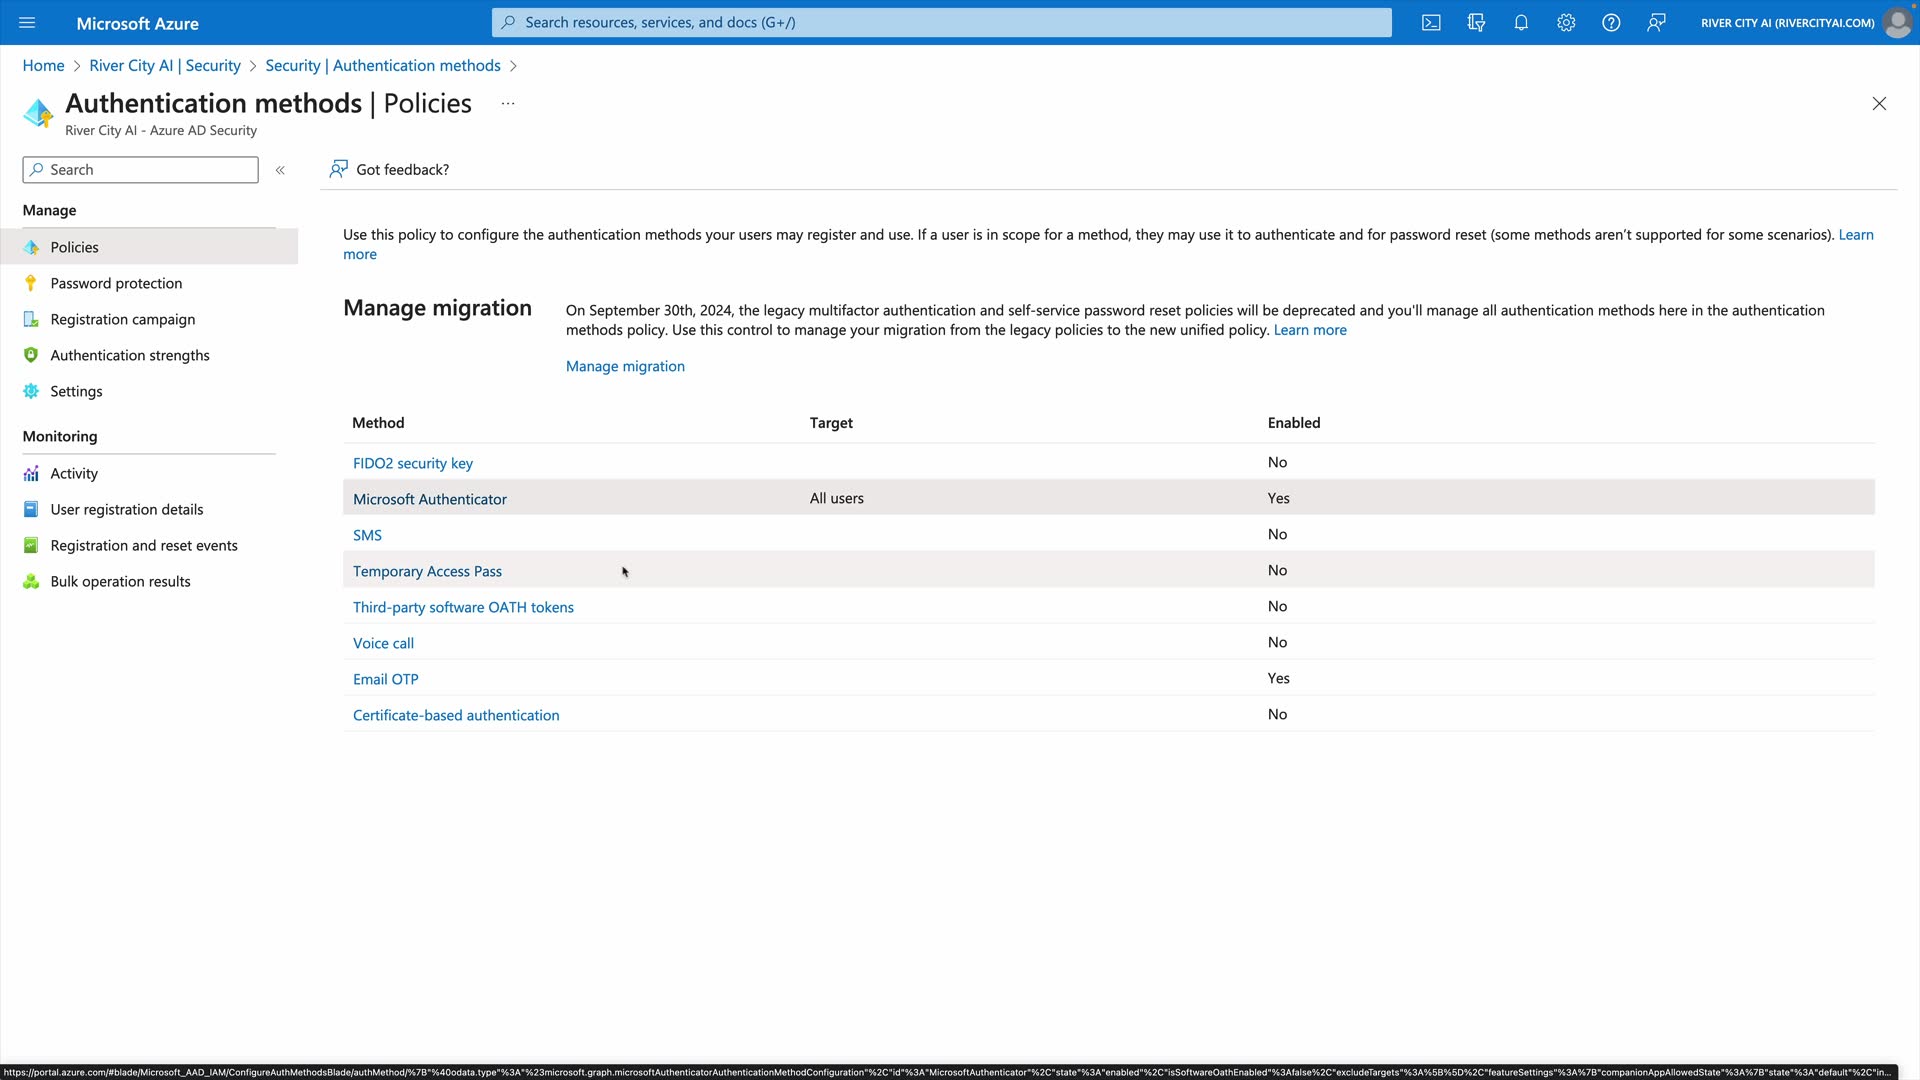 Microsoft Azure
Search resources, services, and docs (G+/)
RIVER CITY AI (RIVERCITYAI.COM)
Home > River City AI | Security > Security | Authentication methods >
Authentication methods | Policies ...
River City AI - Azure AD Security
Search
«
Got feedback?
Manage
Policies
Password protection
Registration campaign
Authentication strengths
Settings
Monitoring
Activity
User registration details
Registration and reset events
Bulk operation results
Use this policy to configure the authentication methods your users may register and use. If a user is in scope for a method, they may use it to authenticate and for password reset (some methods aren't supported for some scenarios). Learn
more
Manage migration
On September 30th, 2024, the legacy multifactor authentication and self-service password reset policies will be deprecated and you'll manage all authentication methods here in the authentication
methods policy. Use this control to manage your migration from the legacy policies to the new unified policy. Learn more
Manage migration
Method Target Enabled
FIDO2 security key No
Microsoft Authenticator All users Yes
SMS No
Temporary Access Pass No
Third-party software OATH tokens No
Voice call No
Email OTP Yes
Certificate-based authentication No
https://portal.azure.com/#blade/Microsoft_AAD_IAM/ConfigureAuthMethodsBlade/authMethod/%7B"%40odata.type"%3A"%23microsoft.graph.microsoftAuthenticatorAuthenticationMethodConfiguration"%2C"id"%3A"MicrosoftAuthenticator"%2C"state"%3A"enabled"%2C"isSoftwareOathEnabled"%3Afalse%2C"excludeTargets"%3A%5B%5D%2C"featureSettings"%3A%7B"companionAppAllowedState"%3A%7B"state"%3A"default"%2C"in...